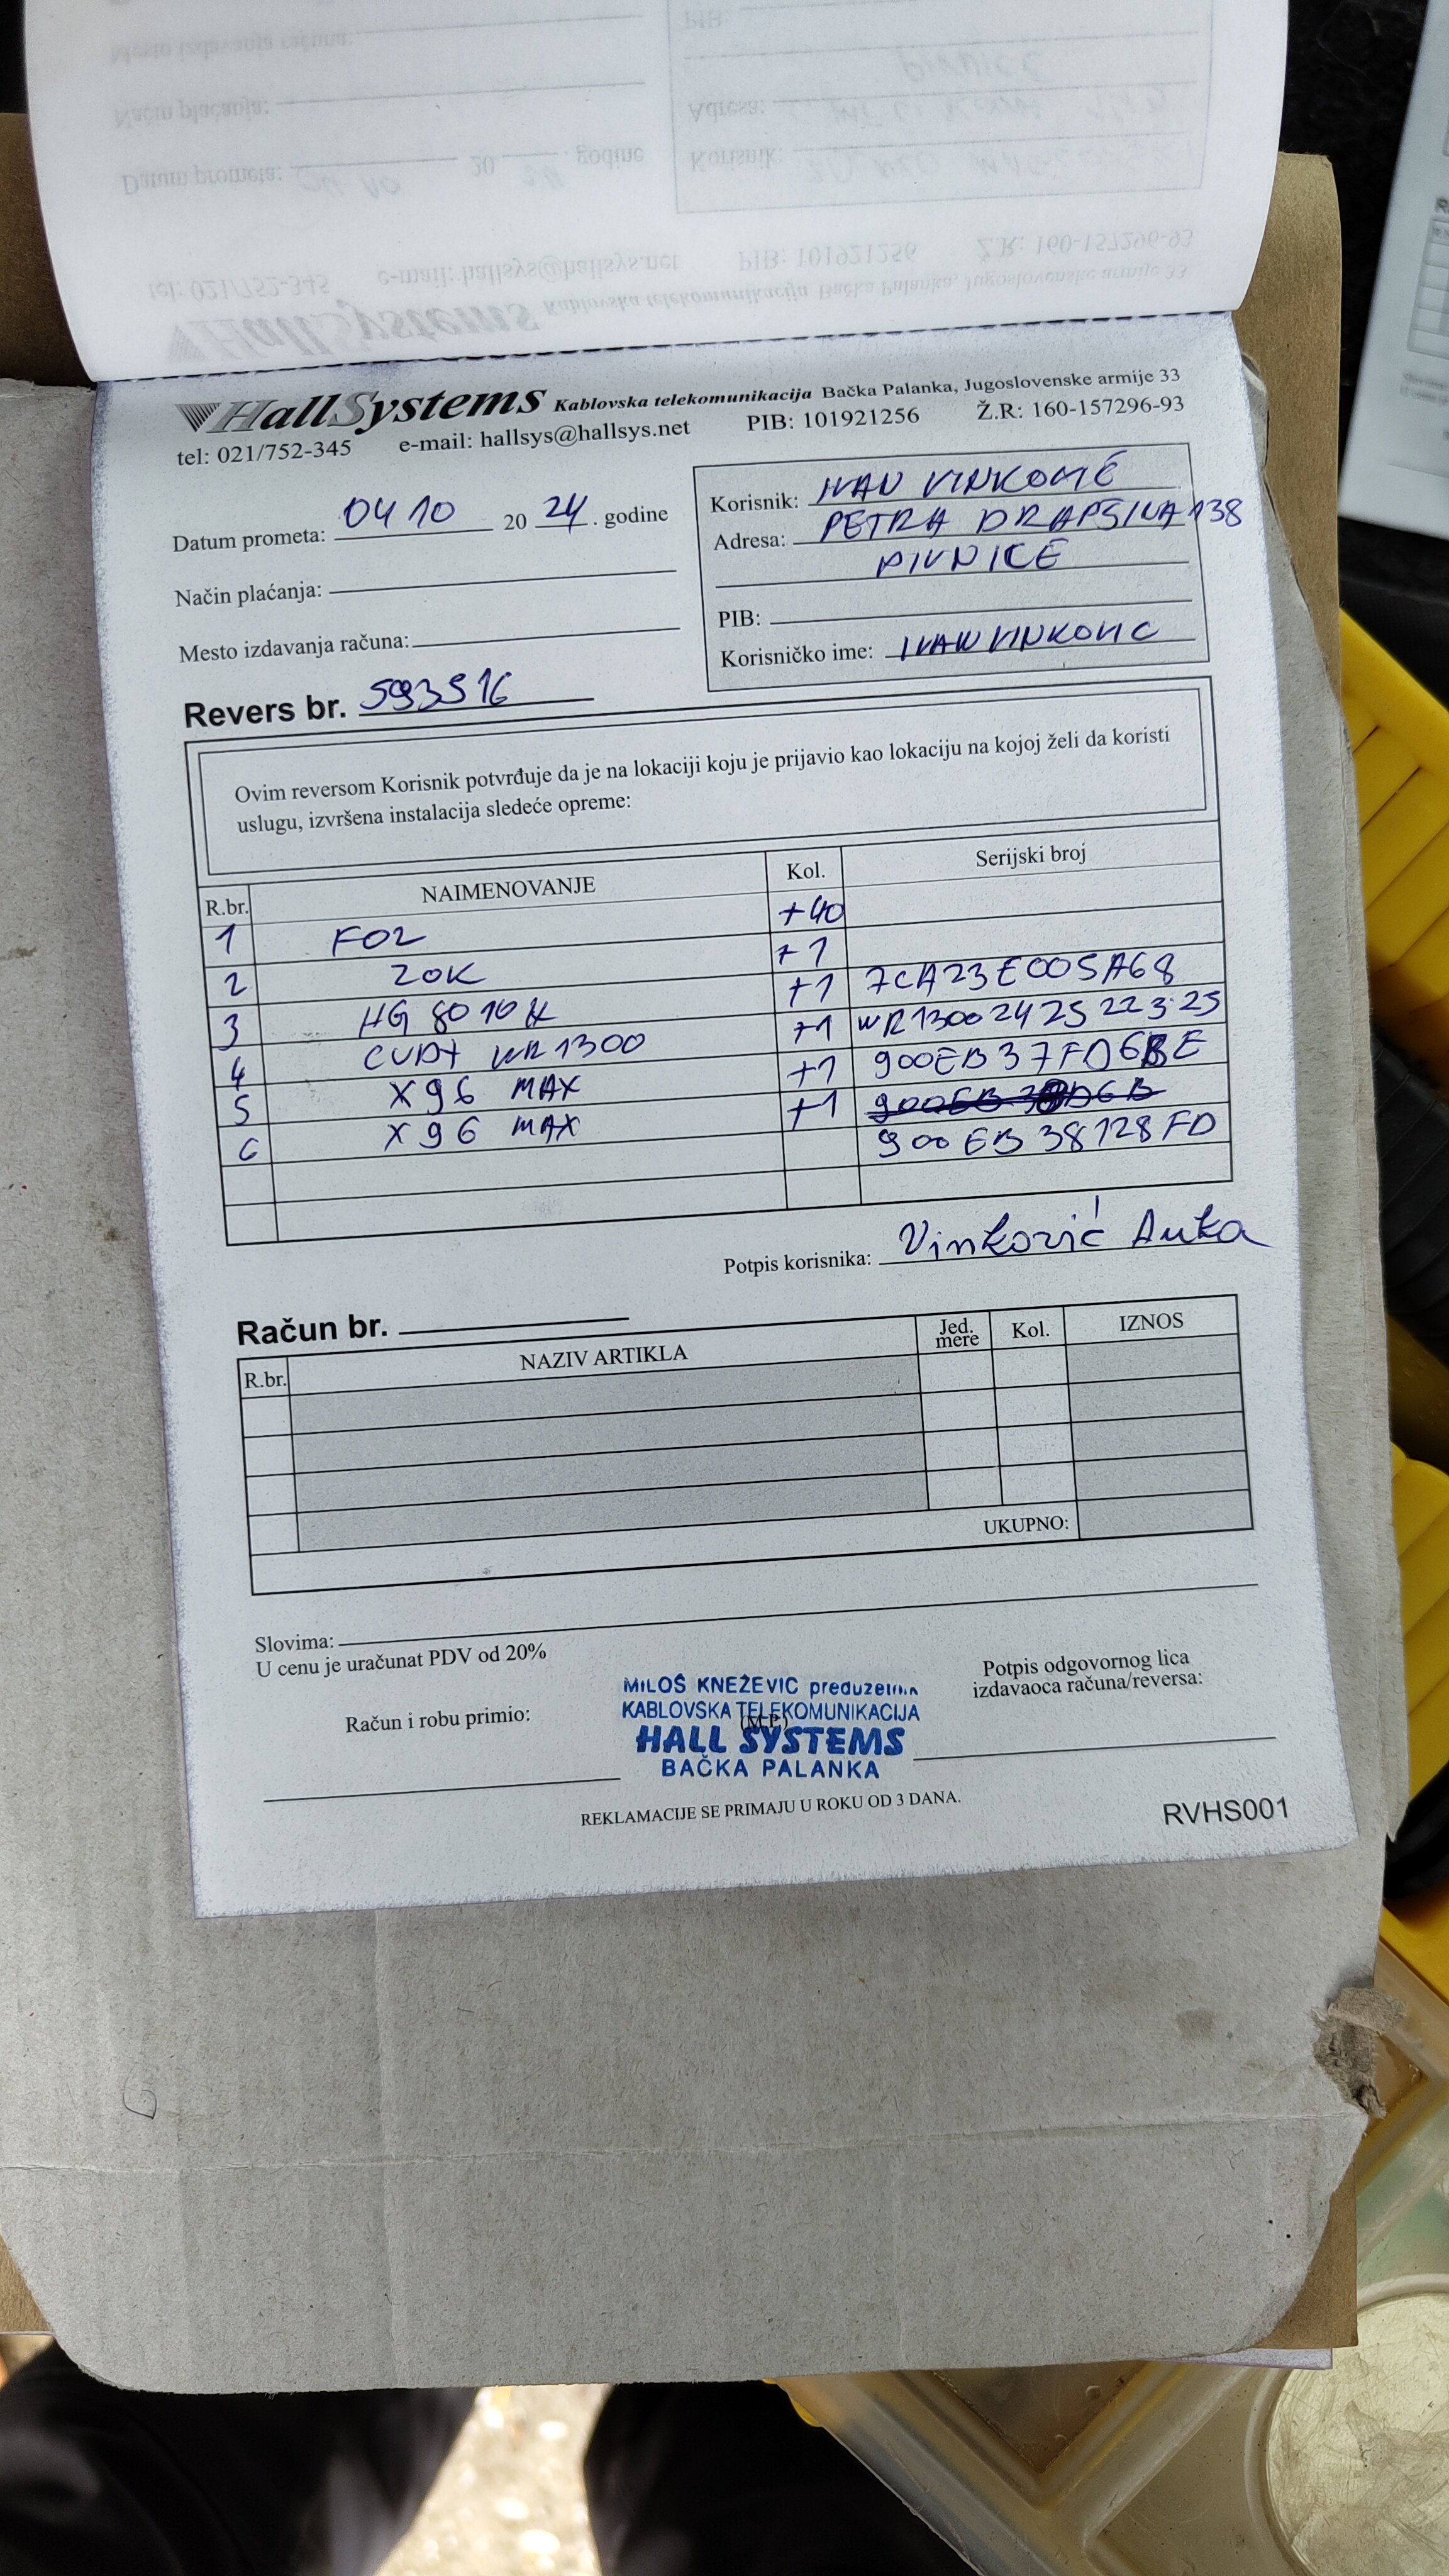 HallSystems Kablovska telekomunikacija Bačka Palanka, Jugoslovenske armije 33
tel: 021/752-345 e-mail: hallsys@hallsys.net PIB: 101921256 Ž.R: 160-157296-93
Datum prometa: 04 10 20 24. godine
Način plaćanja:
Mesto izdavanja računa:
Korisnik: IVAN VINKOVIĆ
Adresa: PETRA DRAPŠINA 138
PIVNICE
PIB:
Korisničko ime: IVANVINKOVIC
Revers br. 593516
Ovim reversom Korisnik potvrđuje da je na lokaciji koju je prijavio kao lokaciju na kojoj želi da koristi
uslugu, izvršena instalacija sledeće opreme:
R.br. NAIMENOVANJE Kol. Serijski broj
1 FO2 +40
2 ZOK +1
3 HG 8010H +1 7CA23E005A68
4 CUDY WR1300 +1 WR1300242522325
5 X96 MAX +1 900EB37FD6BE
6 X96 MAX +1
900EB38128FD
Potpis korisnika: Vinković Anka
Račun br.
R.br. NAZIV ARTIKLA Jed. mere Kol. IZNOS
UKUPNO:
Slovima:
U cenu je uračunat PDV od 20%
Račun i robu primio:
MILOŠ KNEŽEVIĆ preduzetnik
KABLOVSKA TELEKOMUNIKACIJA
(M.P.)
HALL SYSTEMS
BAČKA PALANKA
Potpis odgovornog lica
izdavaoca računa/reversa:
REKLAMACIJE SE PRIMAJU U ROKU OD 3 DANA.
RVHS001